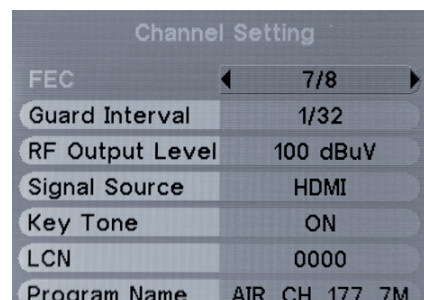 Channel Setting
FEC 7/8
Guard Interval 1/32
RF Output Level 100 dBuV
Signal Source HDMI
Key Tone ON
LCN 0000
Program Name AIR CH 177 7M